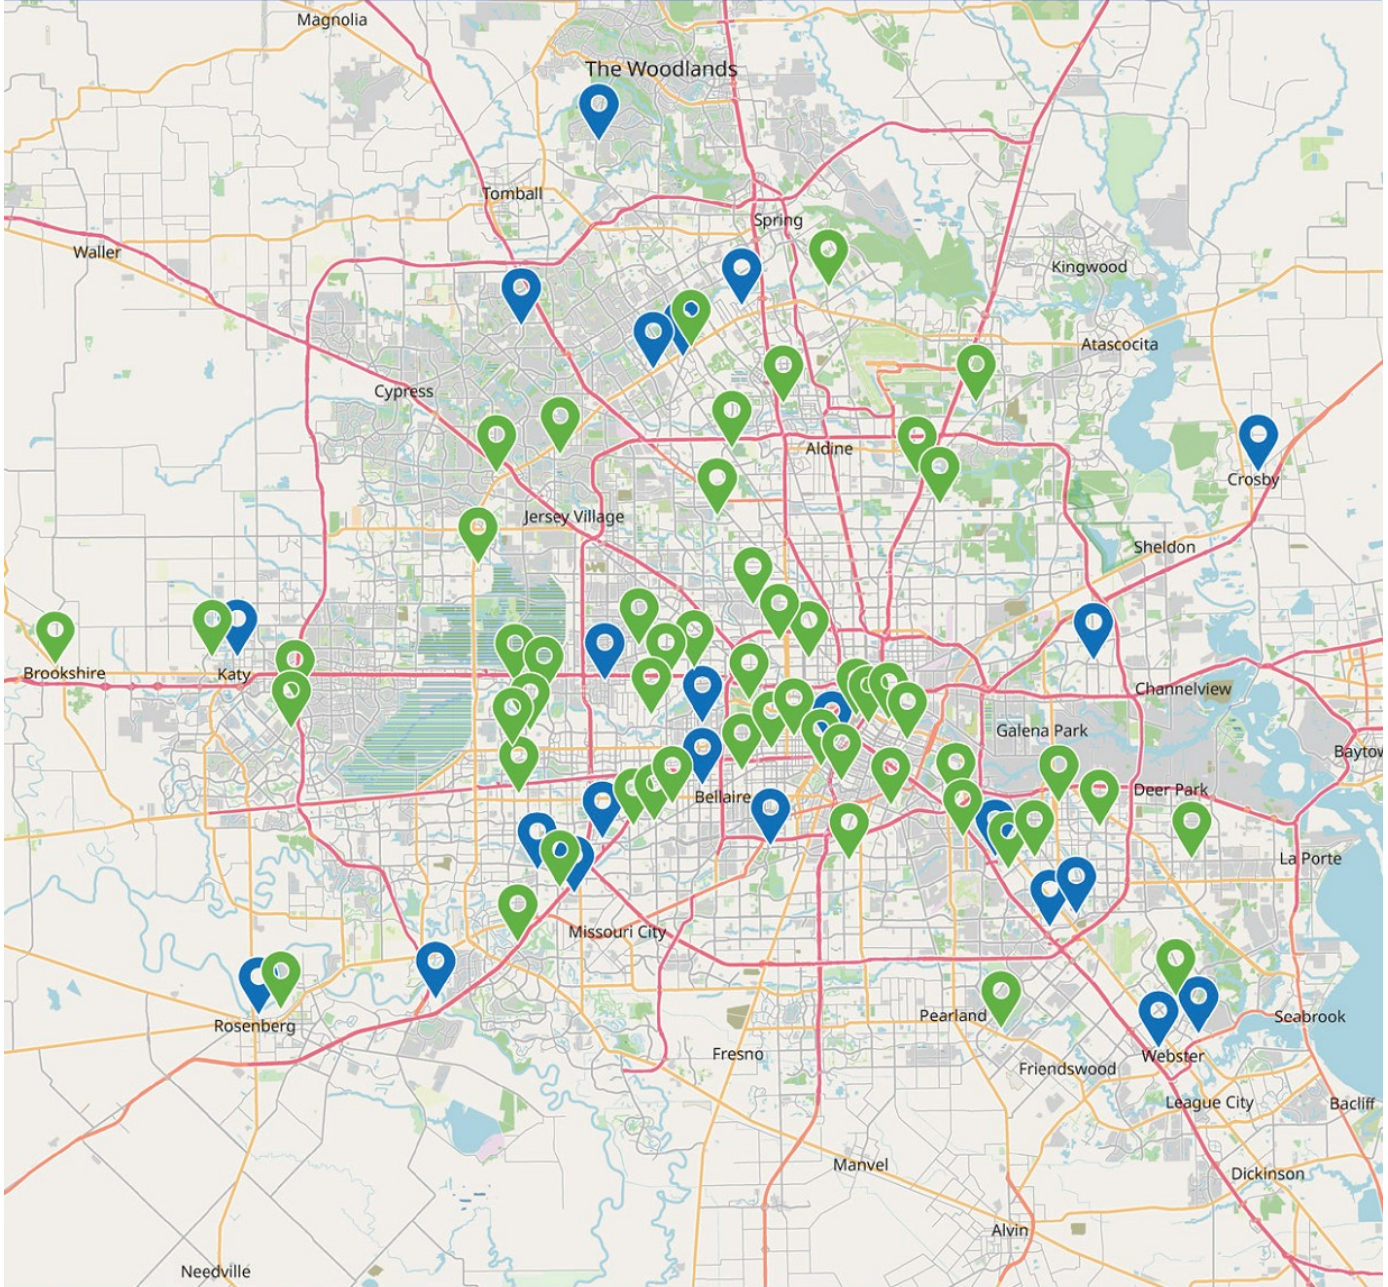 Magnolia
The Woodlands
Tomball
Spring
Waller
Kingwood
Atascocita
Cypress
Aldine
Crosby
Jersey Village
Sheldon
Brookshire
Katy
Channelview
Galena Park
Bellaire
Deer Park
La Porte
Missouri City
Rosenberg
Pearland
Seabrook
Fresno
Webster
Friendswood
League City
Bacliff
Manvel
Dickinson
Alvin
Needville